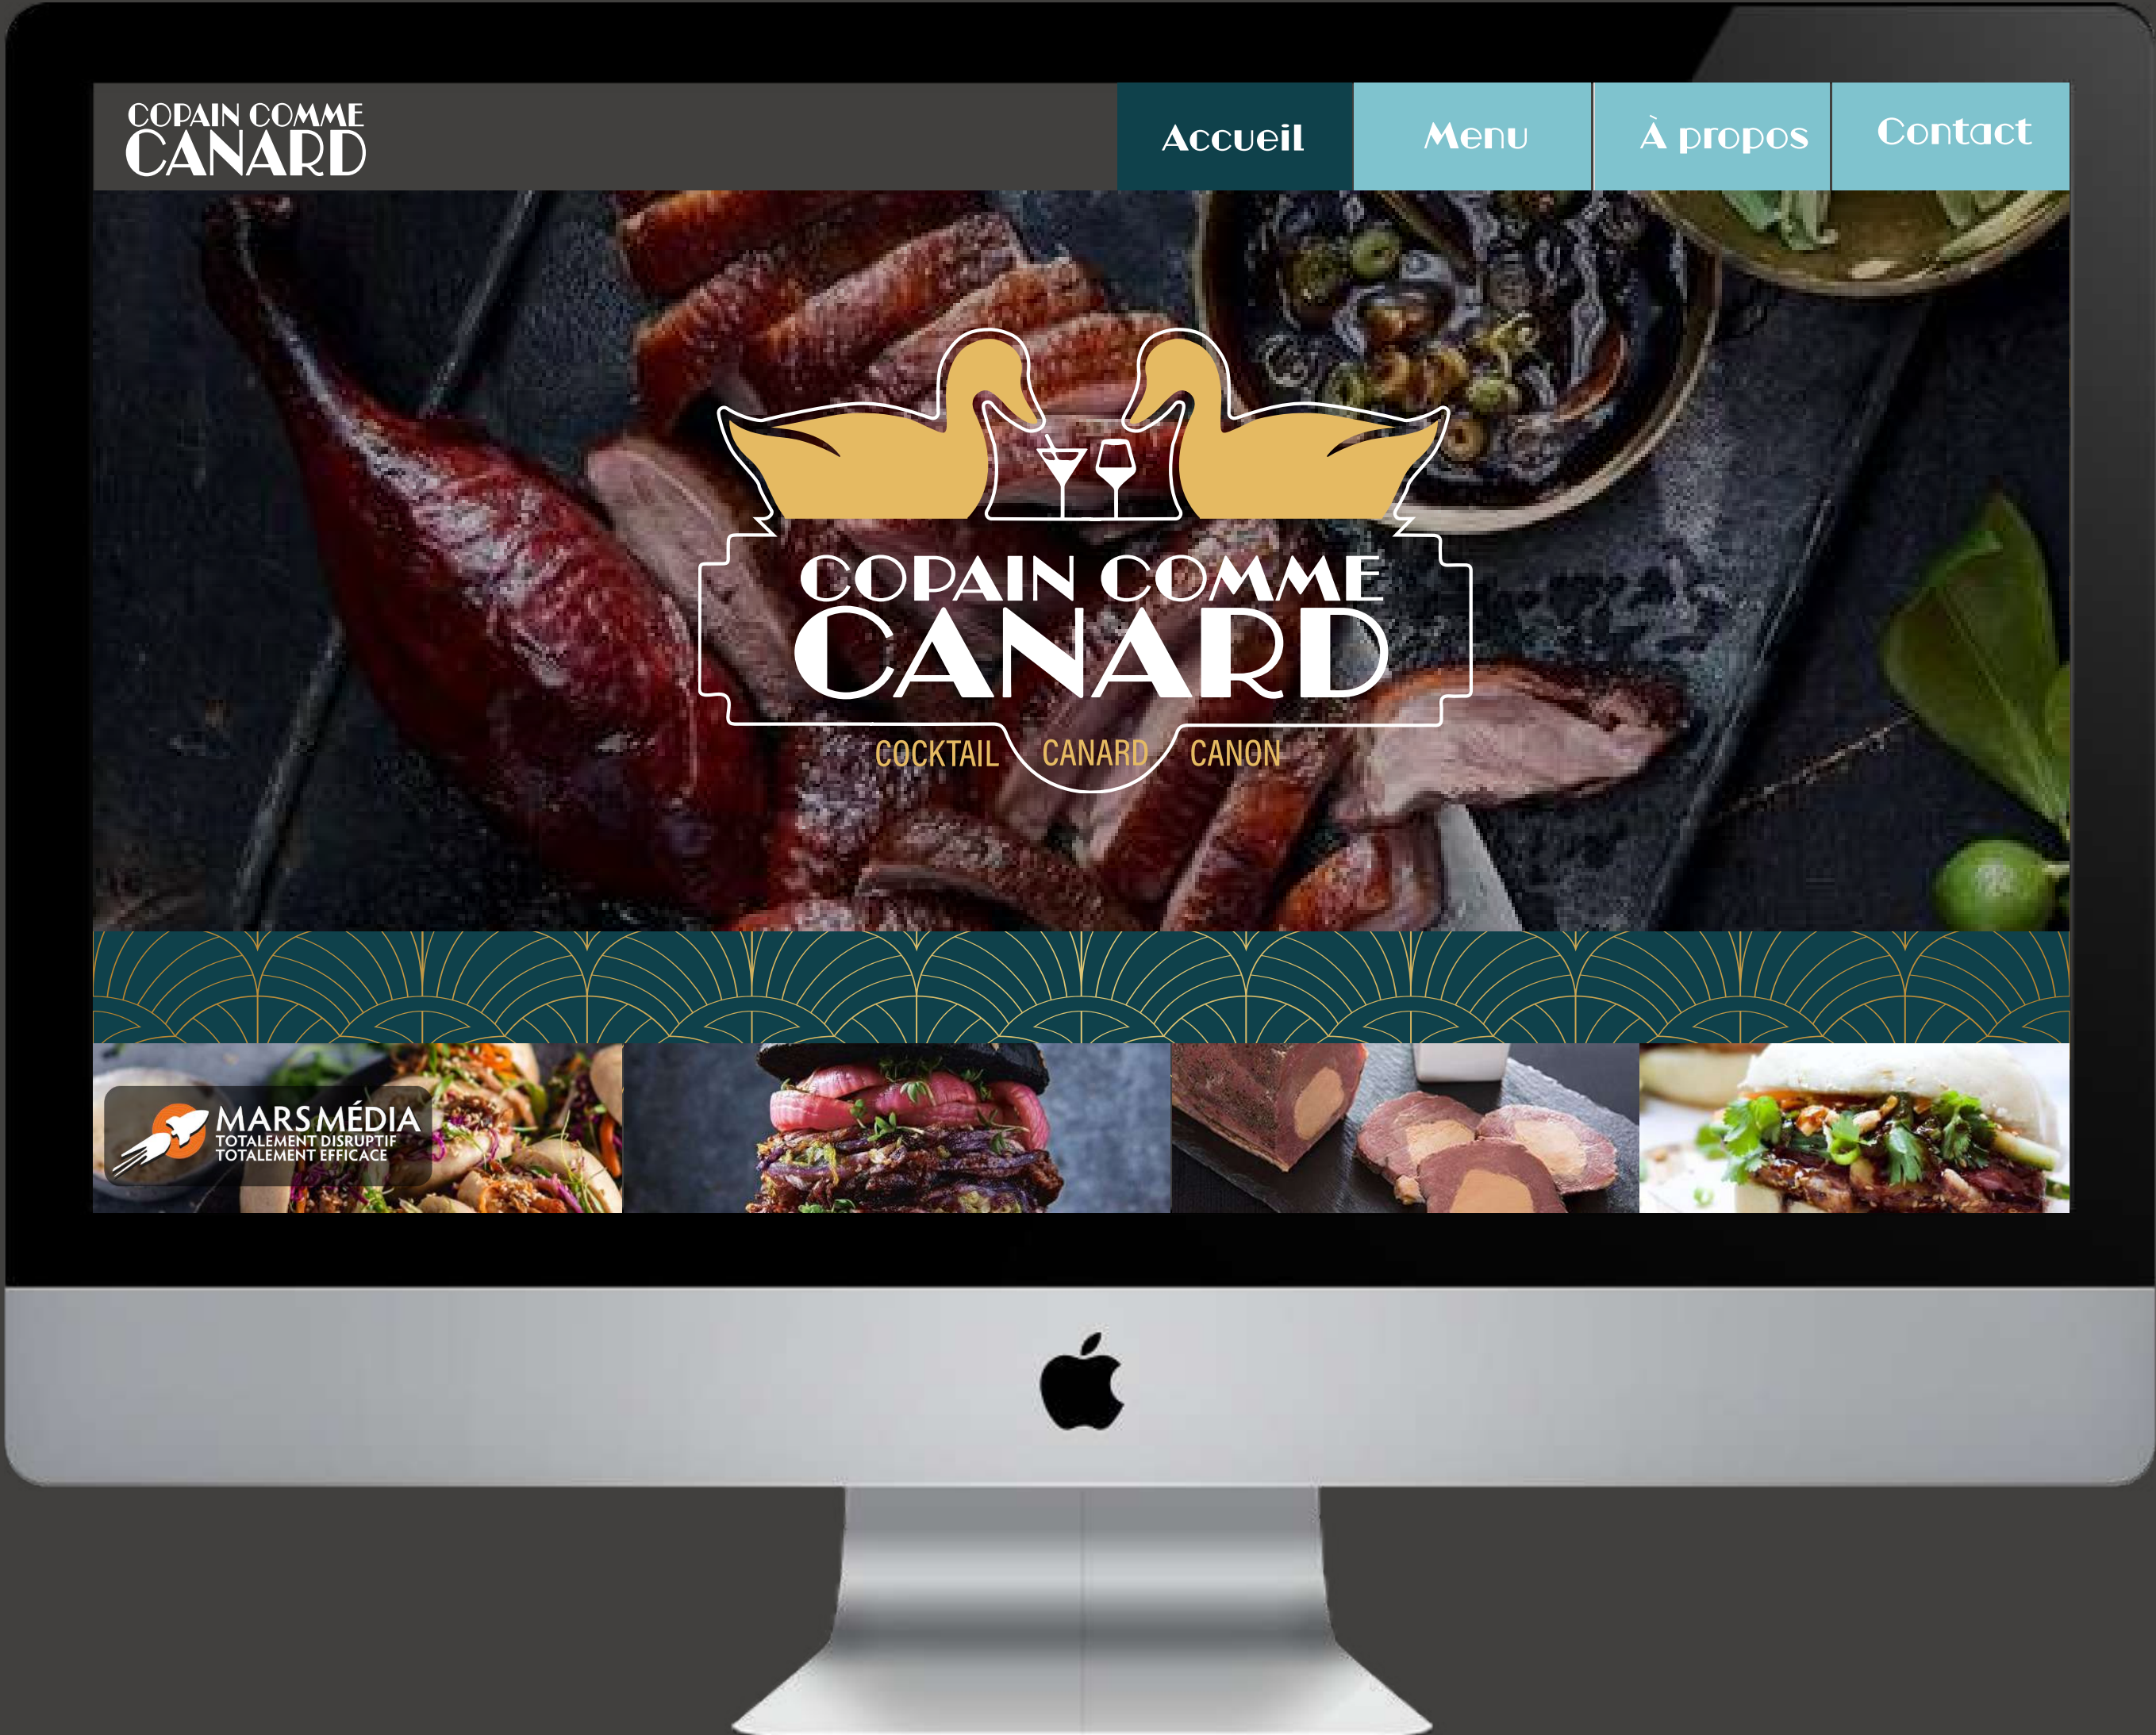 COPAIN COMME
CANARD
Accueil
Menu
À propos
Contact
COPAIN COMME
CANARD
COCKTAIL CANARD CANON
MARS MÉDIA
TOTALEMENT DISRUPTIF
TOTALEMENT EFFICACE